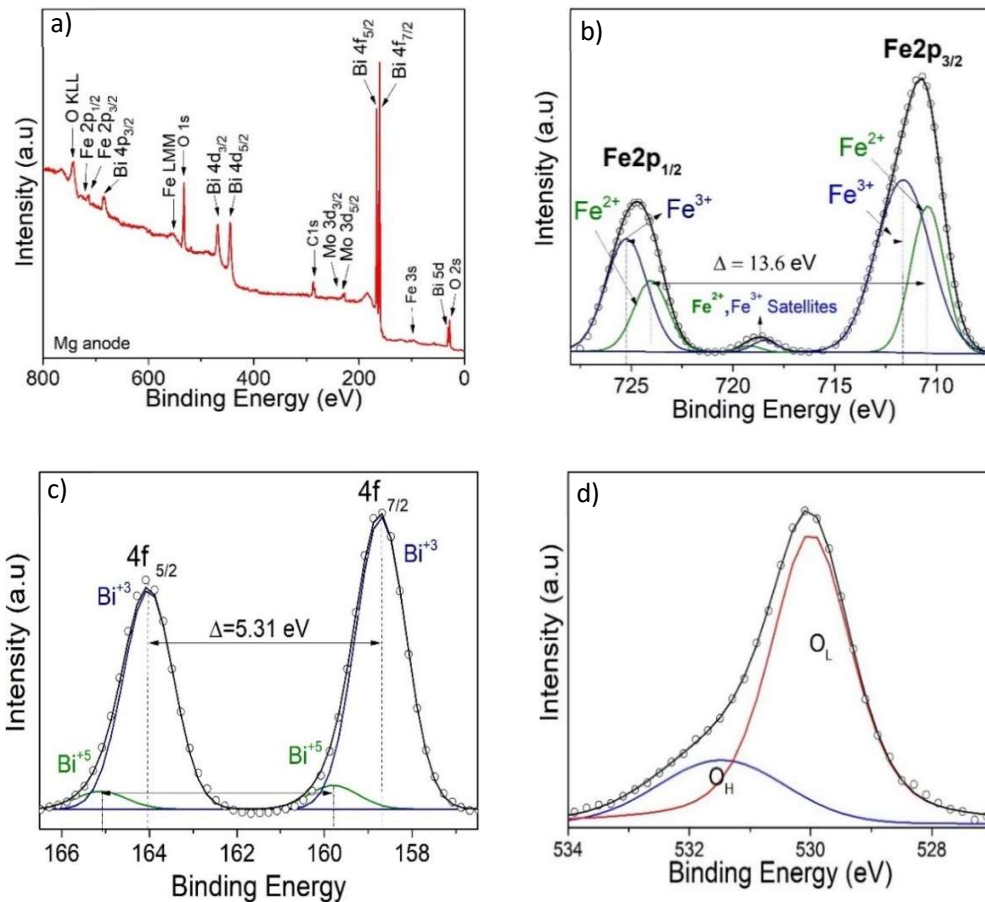 a)
Intensity (a.u)
O KLL
Fe 2p1/2
Fe 2p3/2
Bi 4p3/2
Fe LMM
O 1s
Bi 4d3/2
Bi 4d5/2
C1s
Mo 3d3/2
Mo 3d5/2
Bi 4f5/2
Bi 4f7/2
Fe 3s
Bi 5d
O 2s
Mg anode
800 600 400 200 0
Binding Energy (eV)
b)
Intensity (a.u)
Fe2p3/2
Fe2p1/2
Fe2+
Fe3+
Fe2+
Fe3+
Δ = 13.6 eV
Fe2+,Fe3+ Satellites
725 720 715 710
Binding Energy (eV)
c)
Intensity (a.u)
4f7/2
4f5/2
Bi+3
Bi+3
Δ=5.31 eV
Bi+5
Bi+5
166 164 162 160 158
Binding Energy
d)
Intensity (a.u)
OL
OH
534 532 530 528
Binding Energy (eV)